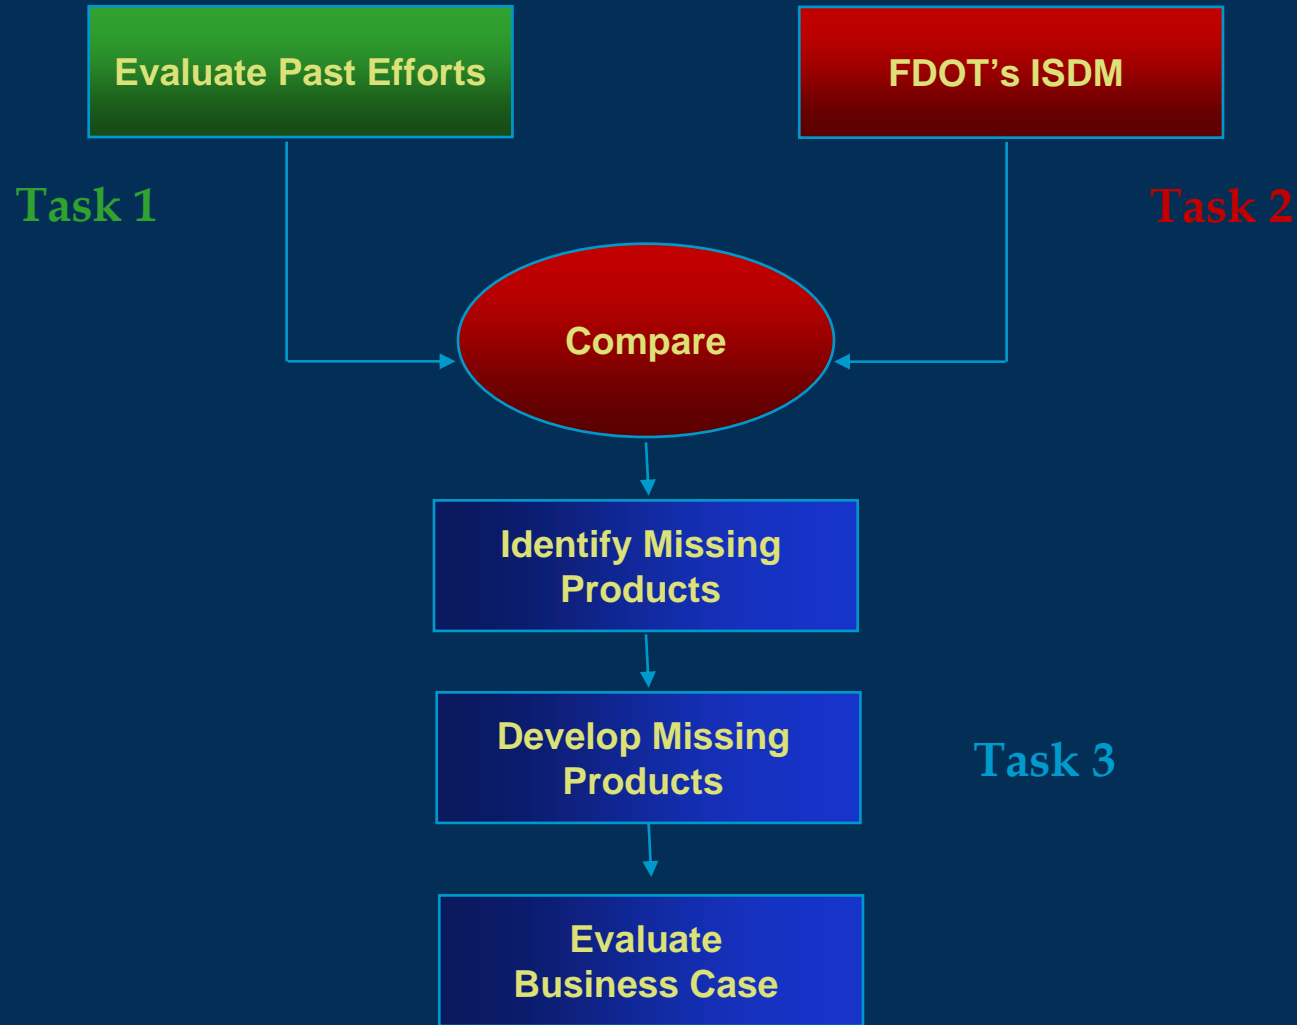 Evaluate Past Efforts
FDOT’s ISDM
Task 1
Task 2
Compare
Identify Missing
Products
Develop Missing
Products
Task 3
Evaluate
Business Case